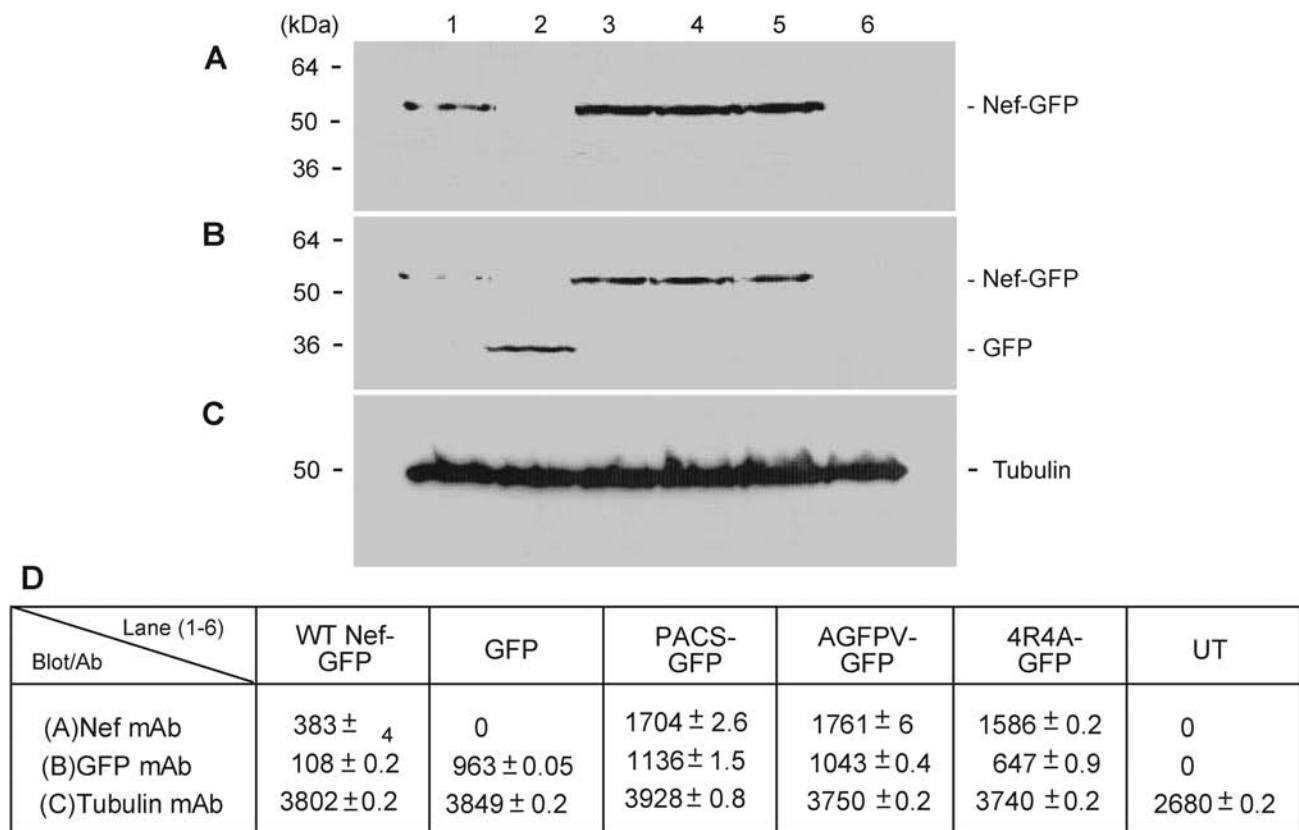 (kDa) 1 2 3 4 5 6
A
64 -
50 -
36 -
- Nef-GFP
B
64 -
50 -
36 -
- Nef-GFP
- GFP
C
50 -
- Tubulin
D
Lane (1-6)
Blot/Ab
WT Nef-
GFP
GFP
PACS-
GFP
AGFPV-
GFP
4R4A-
GFP
UT
(A)Nef mAb 383 ± 4 0 1704 ± 2.6 1761 ± 6 1586 ± 0.2 0
(B)GFP mAb 108 ± 0.2 963 ± 0.05 1136 ± 1.5 1043 ± 0.4 647 ± 0.9 0
(C)Tubulin mAb 3802 ± 0.2 3849 ± 0.2 3928 ± 0.8 3750 ± 0.2 3740 ± 0.2 2680 ± 0.2